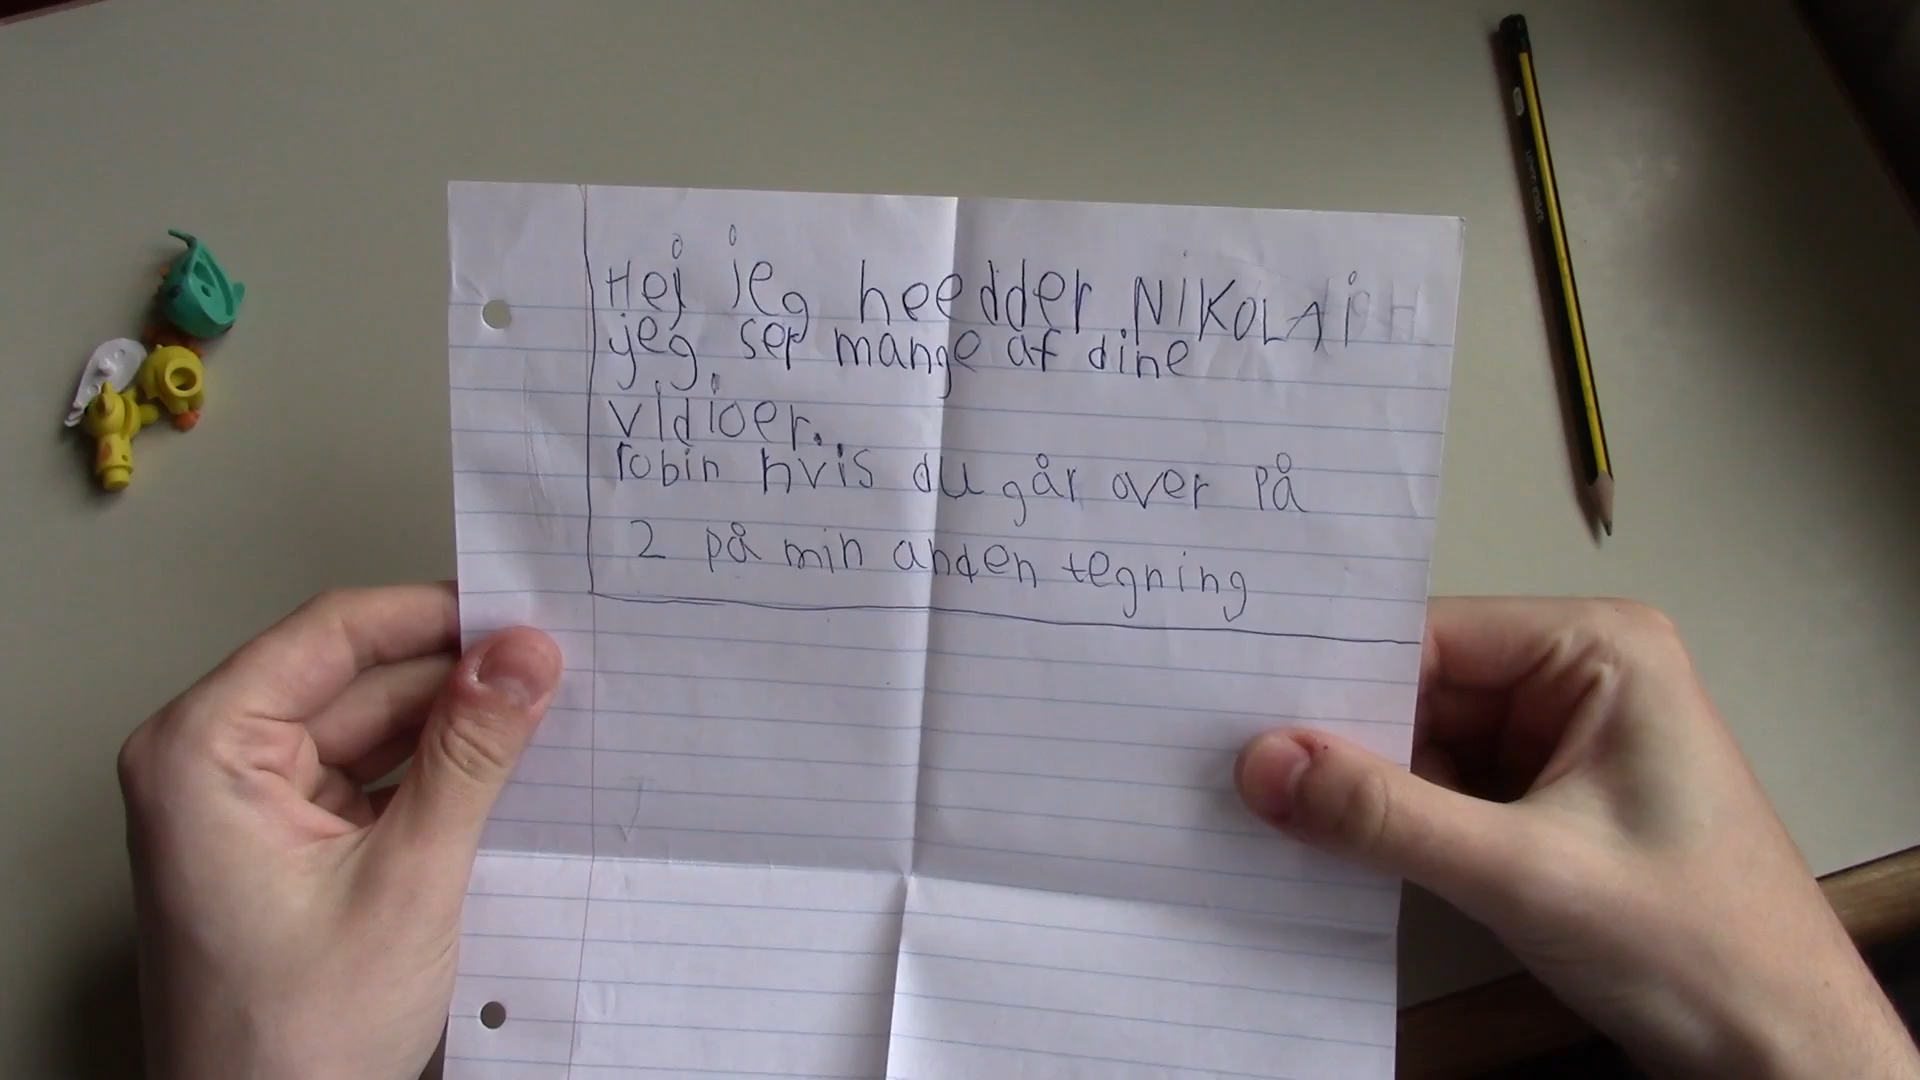 Hej jeg heedder NiKOLAi
jeg ser mange af dine
vidioer.
robin hvis du går over på
2 på min anden tegning